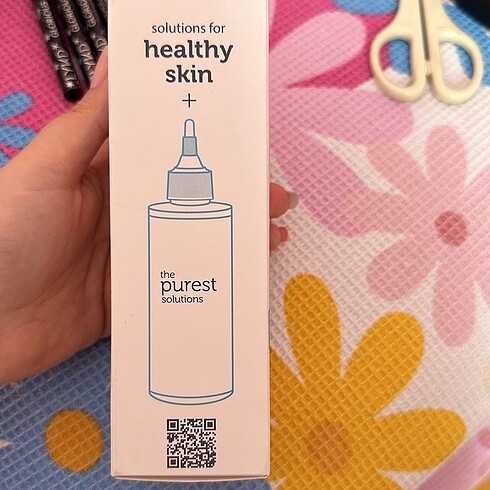 solutions for
healthy
skin
+
the
purest
solutions